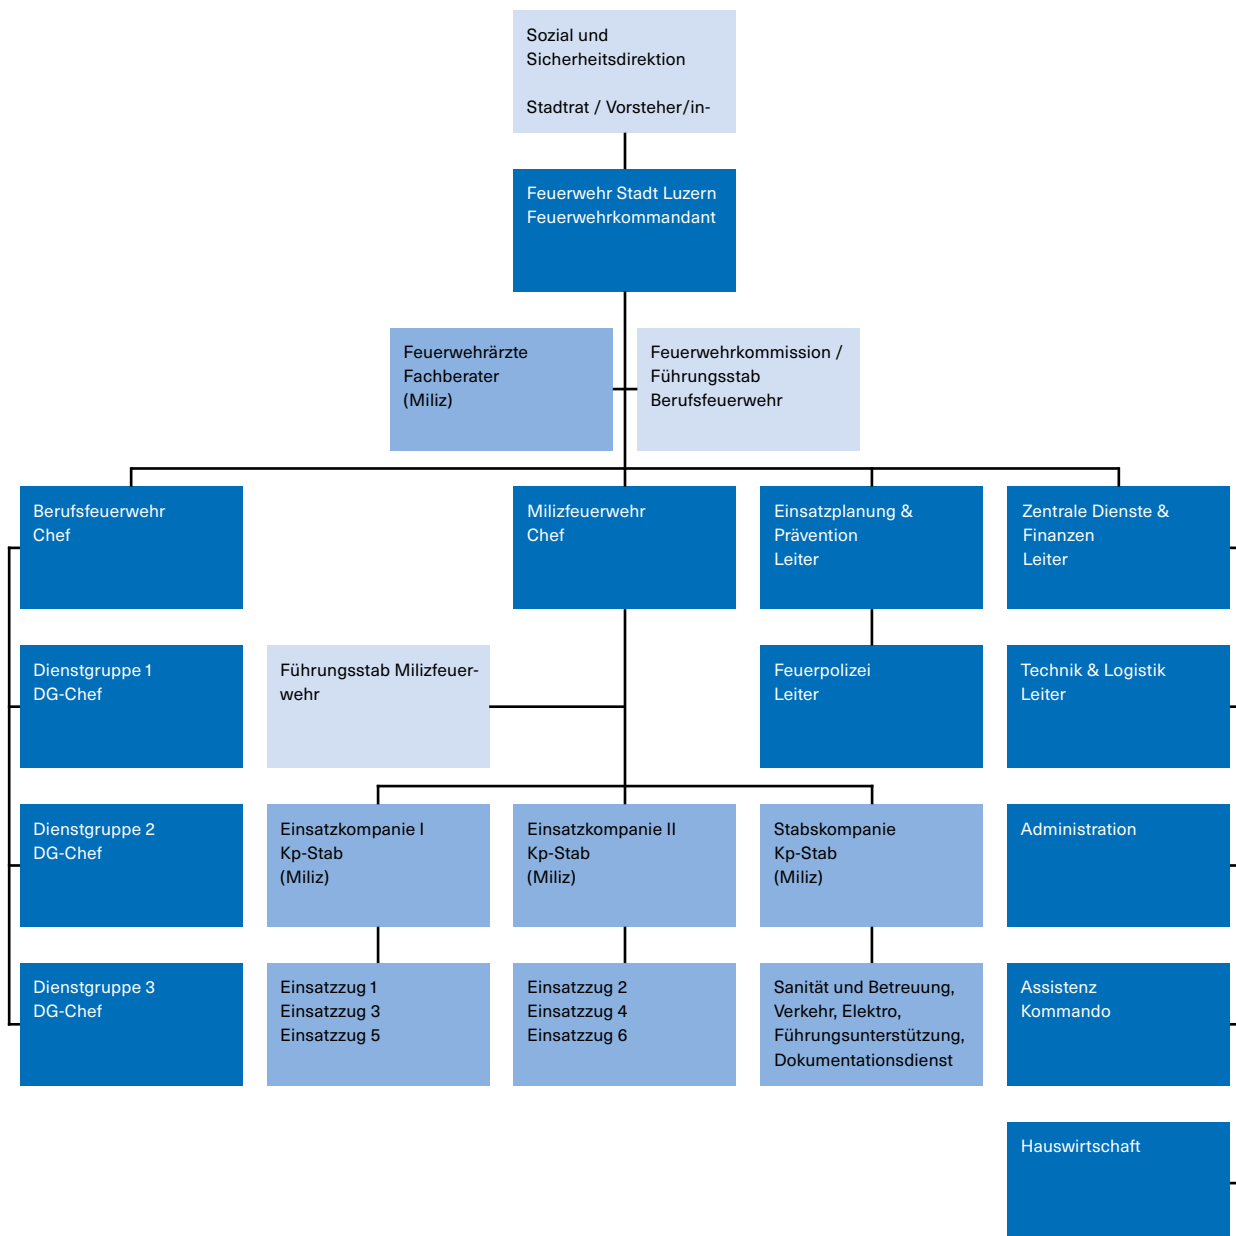 Sozial und
Sicherheitsdirektion
Stadtrat / Vorsteher/in-
Feuerwehr Stadt Luzern
Feuerwehrkommandant
Feuerwehrärzte
Fachberater
(Miliz)
Feuerwehrkommission /
Führungsstab
Berufsfeuerwehr
Berufsfeuerwehr
Chef
Milizfeuerwehr
Chef
Einsatzplanung &
Prävention
Leiter
Zentrale Dienste &
Finanzen
Leiter
Dienstgruppe 1
DG-Chef
Führungsstab Milizfeuer-
wehr
Feuerpolizei
Leiter
Technik & Logistik
Leiter
Dienstgruppe 2
DG-Chef
Einsatzkompanie I
Kp-Stab
(Miliz)
Einsatzkompanie II
Kp-Stab
(Miliz)
Stabskompanie
Kp-Stab
(Miliz)
Administration
Dienstgruppe 3
DG-Chef
Einsatzzug 1
Einsatzzug 3
Einsatzzug 5
Einsatzzug 2
Einsatzzug 4
Einsatzzug 6
Sanität und Betreuung,
Verkehr, Elektro,
Führungsunterstützung,
Dokumentationsdienst
Assistenz
Kommando
Hauswirtschaft